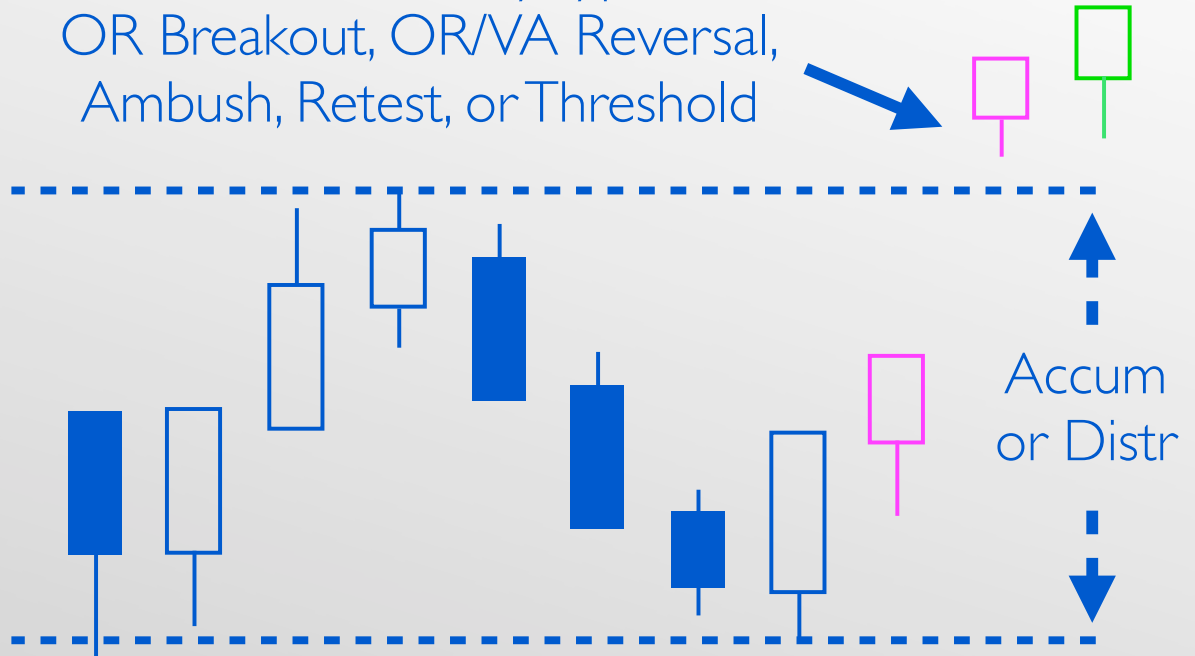 OR Breakout, OR/VA Reversal,
Ambush, Retest, or Threshold
Accum
or Distr